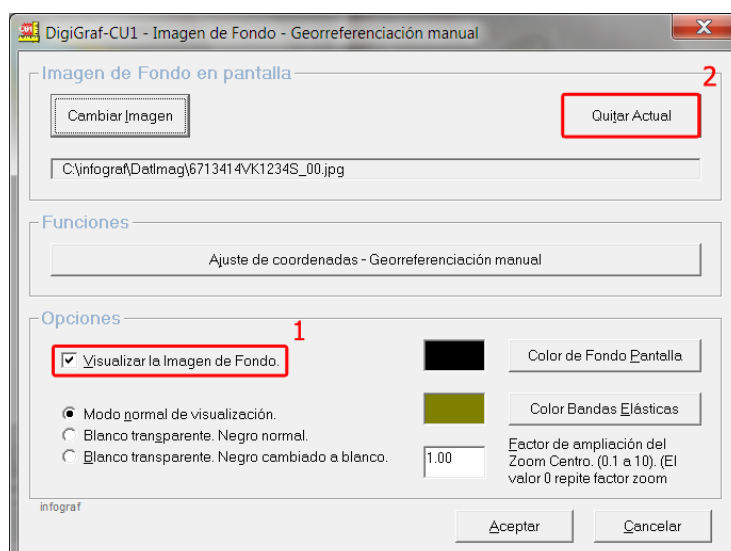 DigiGraf-CU1 - Imagen de Fondo - Georreferenciación manual
Imagen de Fondo en pantalla
2
Cambiar Imagen
Quitar Actual
C:\infograf\DatImag\6713414VK1234S_00.jpg
Funciones
Ajuste de coordenadas - Georreferenciación manual
Opciones
1
Visualizar la Imagen de Fondo.
Color de Fondo Pantalla
Modo normal de visualización.
Color Bandas Elásticas
Blanco transparente. Negro normal.
Blanco transparente. Negro cambiado a blanco.
1.00
Factor de ampliación del
Zoom Centro. (0.1 a 10). (El
valor 0 repite factor zoom
infograf
Aceptar
Cancelar